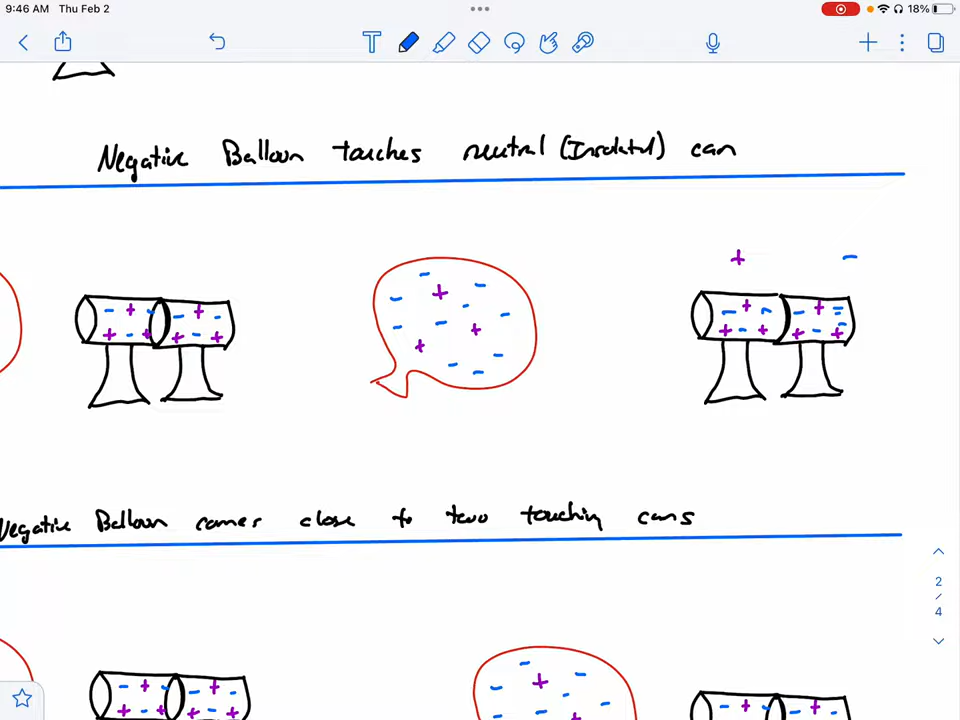 9:46 AM Thu Feb 2
18%
T
Negative Balloon touches neutral (Insulated) can
+ -
Negative Balloon comes close to two touching cans
2
/
4